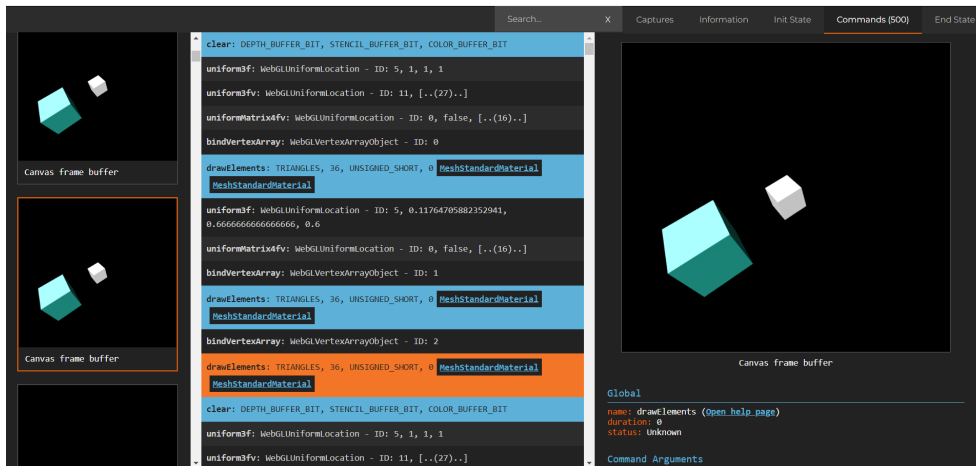 Search...
X
Captures
Information
Init State
Commands (500)
End State
Canvas frame buffer
Canvas frame buffer
clear: DEPTH_BUFFER_BIT, STENCIL_BUFFER_BIT, COLOR_BUFFER_BIT
uniform3f: WebGLUniformLocation - ID: 5, 1, 1, 1
uniform3fv: WebGLUniformLocation - ID: 11, [..(27)..]
uniformMatrix4fv: WebGLUniformLocation - ID: 0, false, [..(16)..]
bindVertexArray: WebGLVertexArrayObject - ID: 0
drawElements: TRIANGLES, 36, UNSIGNED_SHORT, 0 MeshStandardMaterial
MeshStandardMaterial
uniform3f: WebGLUniformLocation - ID: 5, 0.11764705882352941,
0.6666666666666666, 0.6
uniformMatrix4fv: WebGLUniformLocation - ID: 0, false, [..(16)..]
bindVertexArray: WebGLVertexArrayObject - ID: 1
drawElements: TRIANGLES, 36, UNSIGNED_SHORT, 0 MeshStandardMaterial
MeshStandardMaterial
bindVertexArray: WebGLVertexArrayObject - ID: 2
drawElements: TRIANGLES, 36, UNSIGNED_SHORT, 0 MeshStandardMaterial
MeshStandardMaterial
clear: DEPTH_BUFFER_BIT, STENCIL_BUFFER_BIT, COLOR_BUFFER_BIT
uniform3f: WebGLUniformLocation - ID: 5, 1, 1, 1
uniform3fv: WebGLUniformLocation - ID: 11, [..(27)..]
Canvas frame buffer
Global
name: drawElements (Open help page)
duration: 0
status: Unknown
Command Arguments